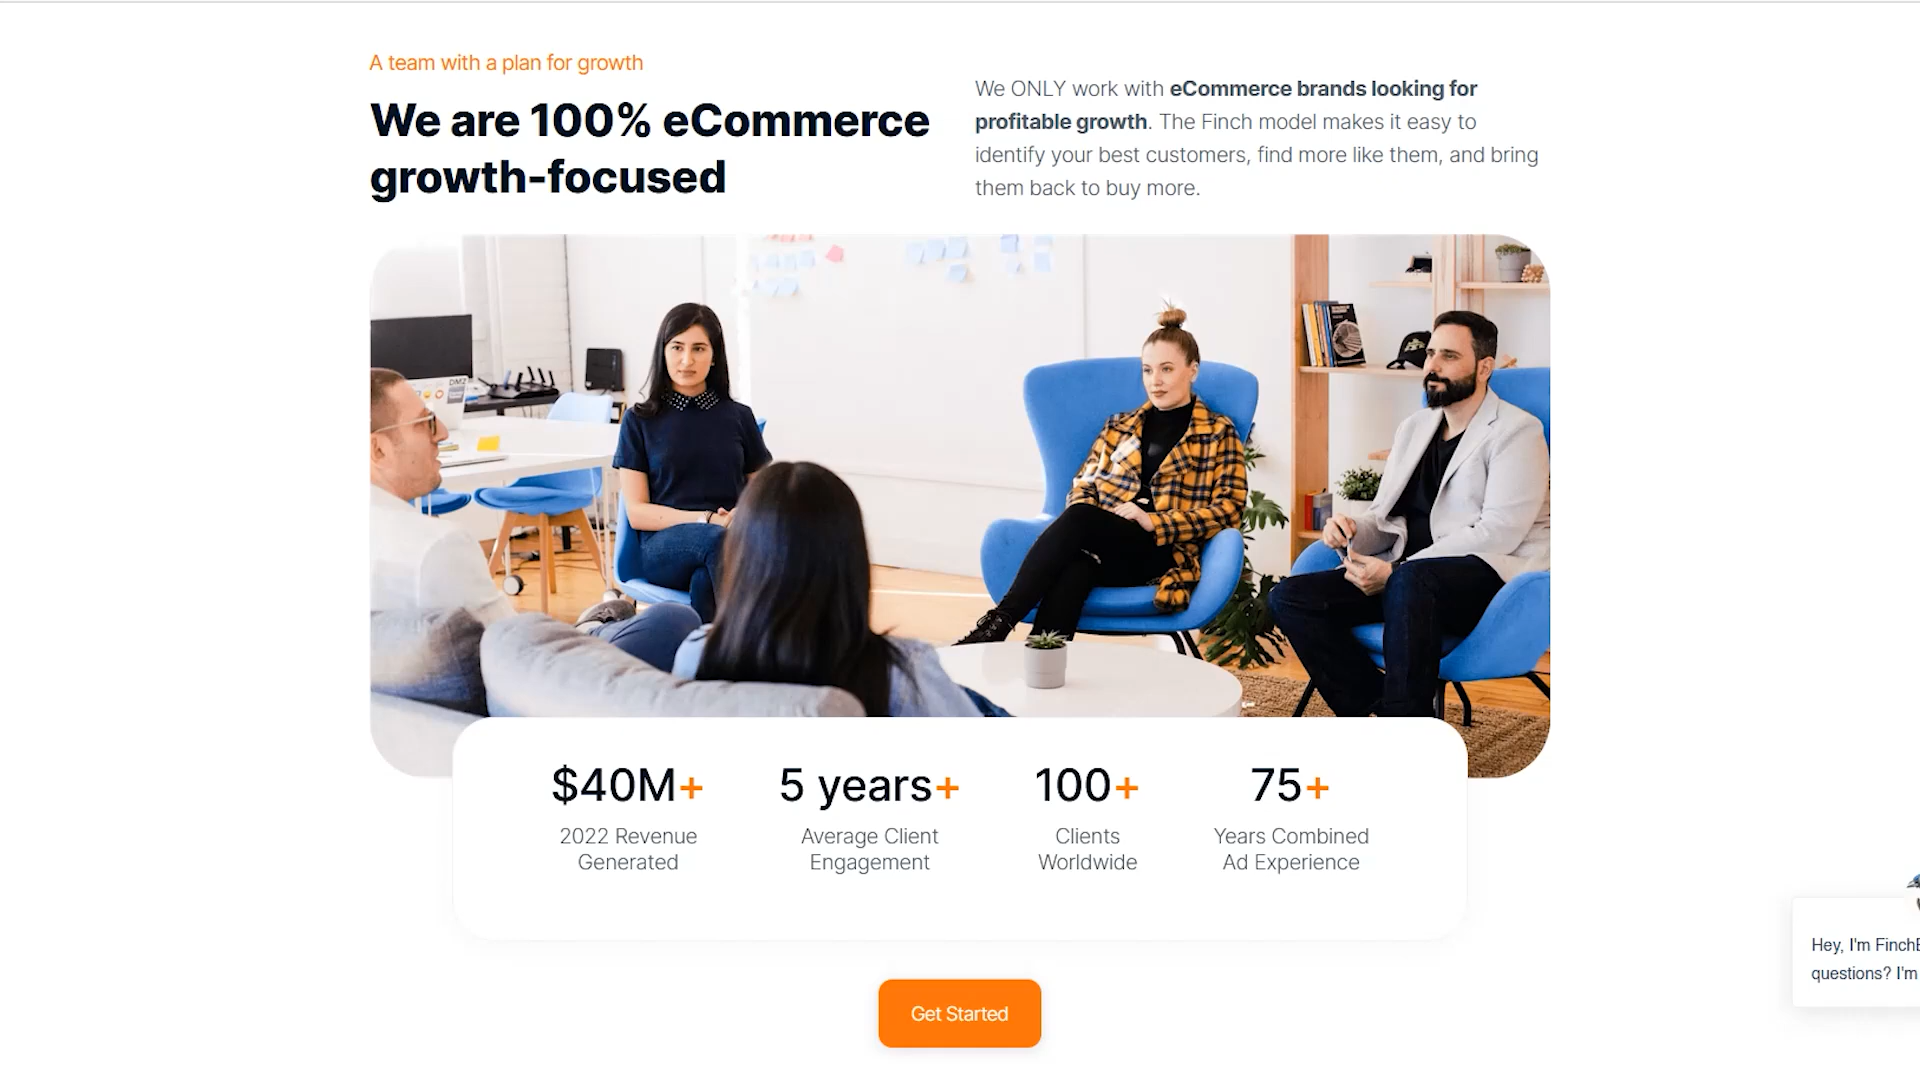 A team with a plan for growth
We are 100% eCommerce
growth-focused
We ONLY work with eCommerce brands looking for
profitable growth. The Finch model makes it easy to
identify your best customers, find more like them, and bring
them back to buy more.
DMZ
$40M+
2022 Revenue
Generated
5 years+
Average Client
Engagement
100+
Clients
Worldwide
75+
Years Combined
Ad Experience
Get Started
Hey, I'm Finch
questions? I'm